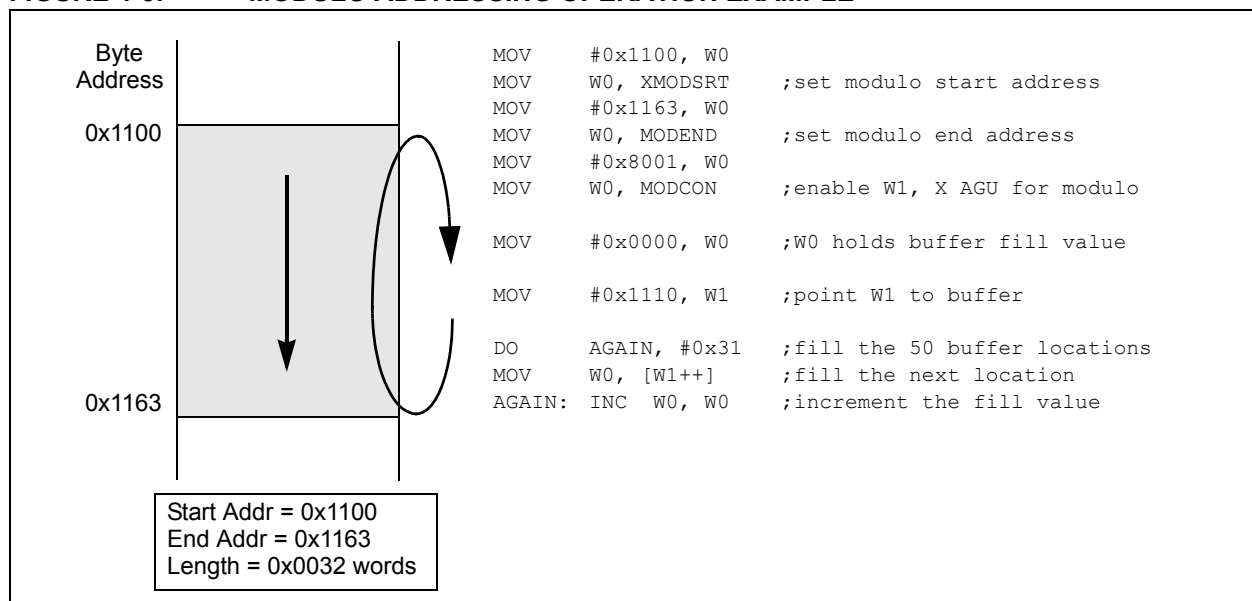 Byte
Address
0x1100
0x1163
Start Addr = 0x1100
End Addr = 0x1163
Length = 0x0032 words
MOV #0x1100, W0
MOV W0, XMODSRT ;set modulo start address
MOV #0x1163, W0
MOV W0, MODEND ;set modulo end address
MOV #0x8001, W0
MOV W0, MODCON ;enable W1, X AGU for modulo
MOV #0x0000, W0 ;W0 holds buffer fill value
MOV #0x1110, W1 ;point W1 to buffer
DO AGAIN, #0x31 ;fill the 50 buffer locations
MOV W0, [W1++] ;fill the next location
AGAIN: INC W0, W0 ;increment the fill value